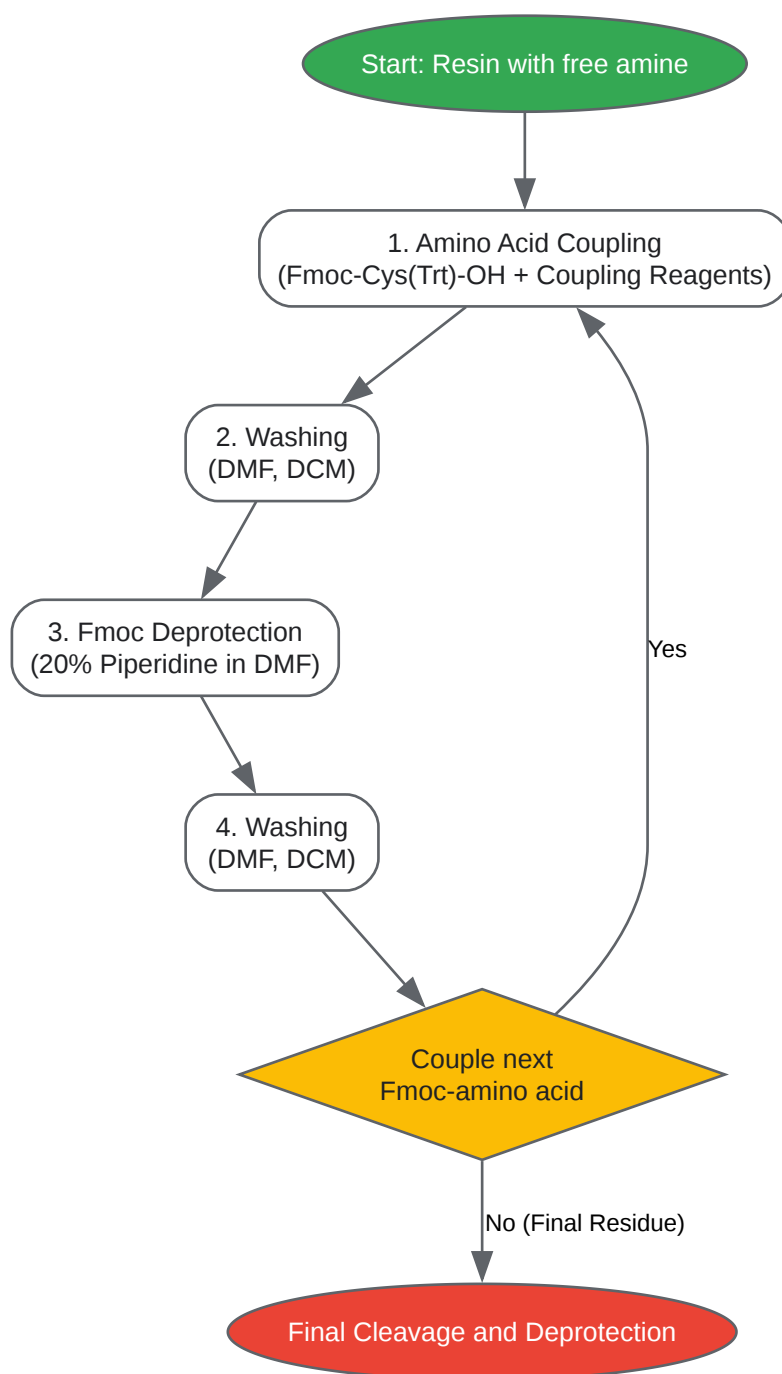 Start: Resin with free amine
1. Amino Acid Coupling
(Fmoc-Cys(Trt)-OH + Coupling Reagents)
2. Washing
(DMF, DCM)
3. Fmoc Deprotection
(20% Piperidine in DMF)
Yes
4. Washing
(DMF, DCM)
Couple next
Fmoc-amino acid
No (Final Residue)
Final Cleavage and Deprotection